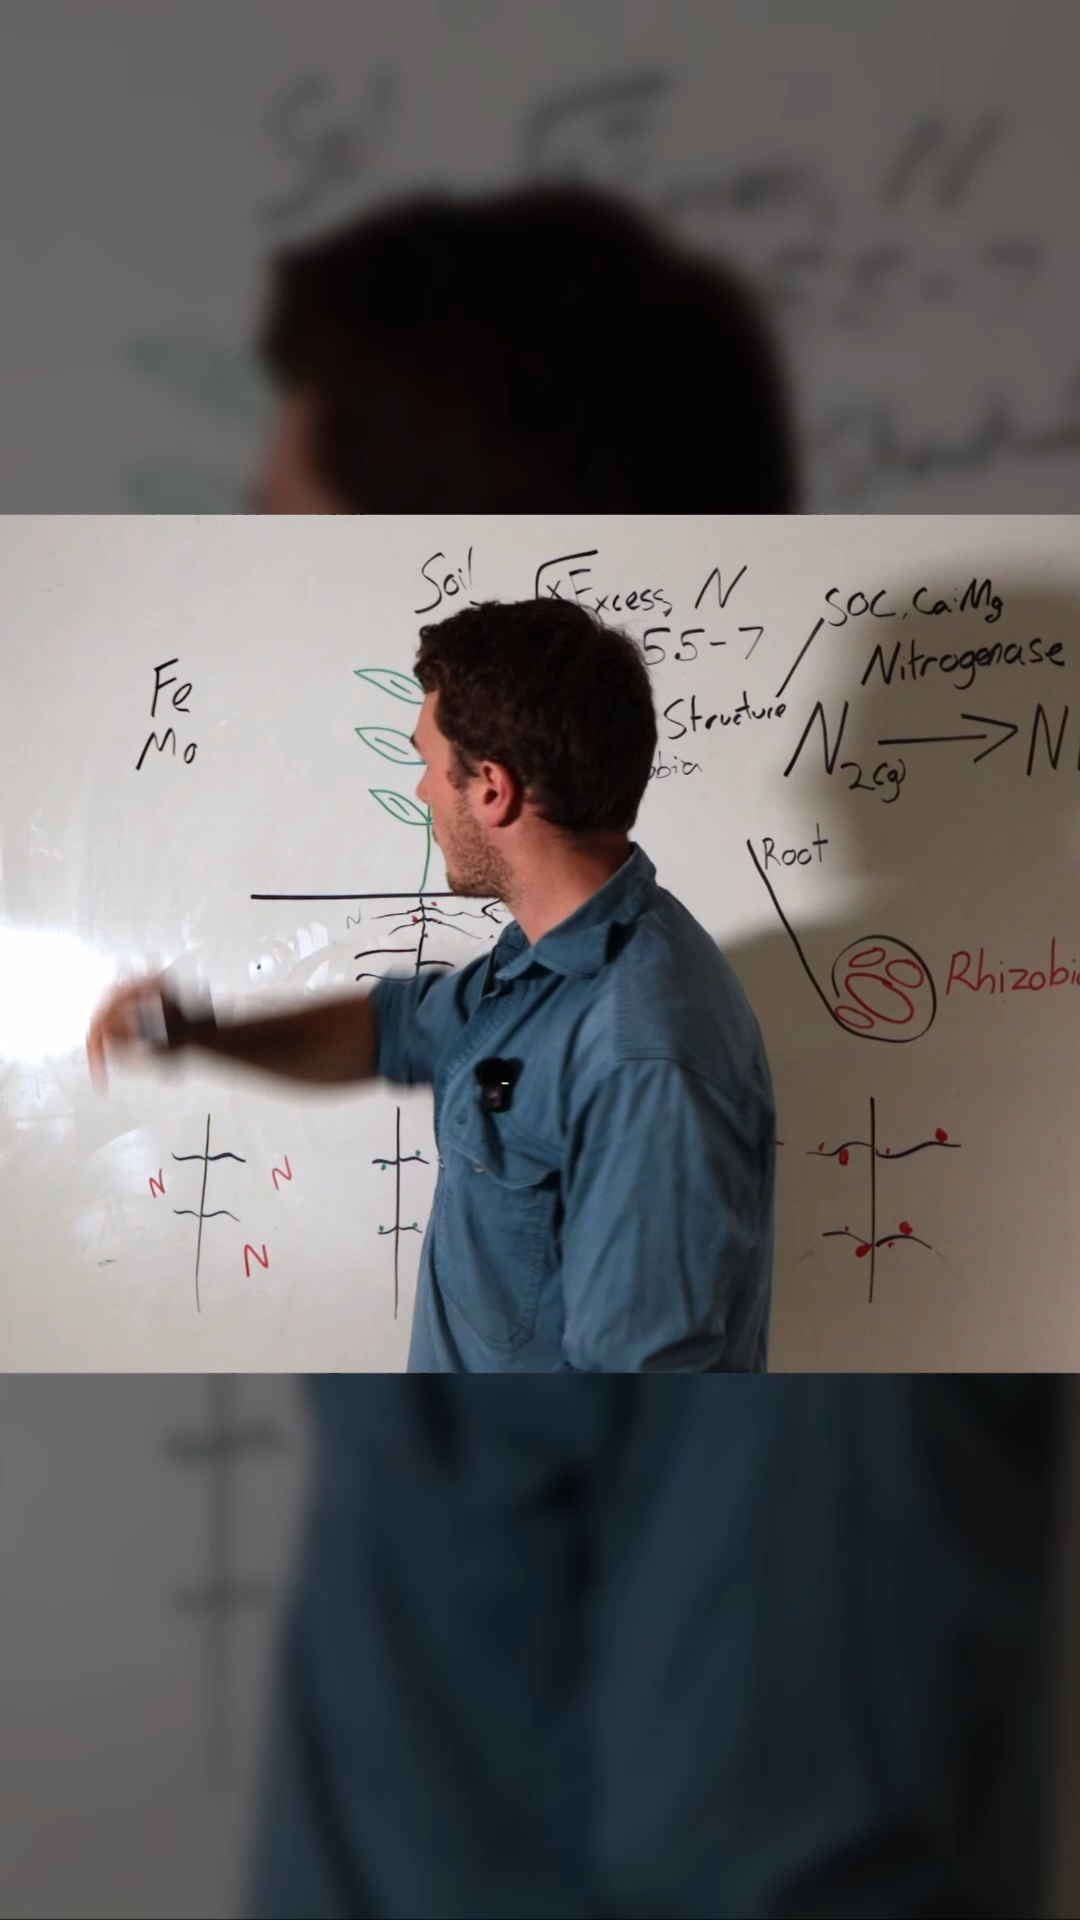 Soil
x Excess N
5.5-7
Structure
SOC, Ca:Mg
Nitrogenase
N2(g) → N
Fe
Mo
Root
Rhizobi
N
N
N
N